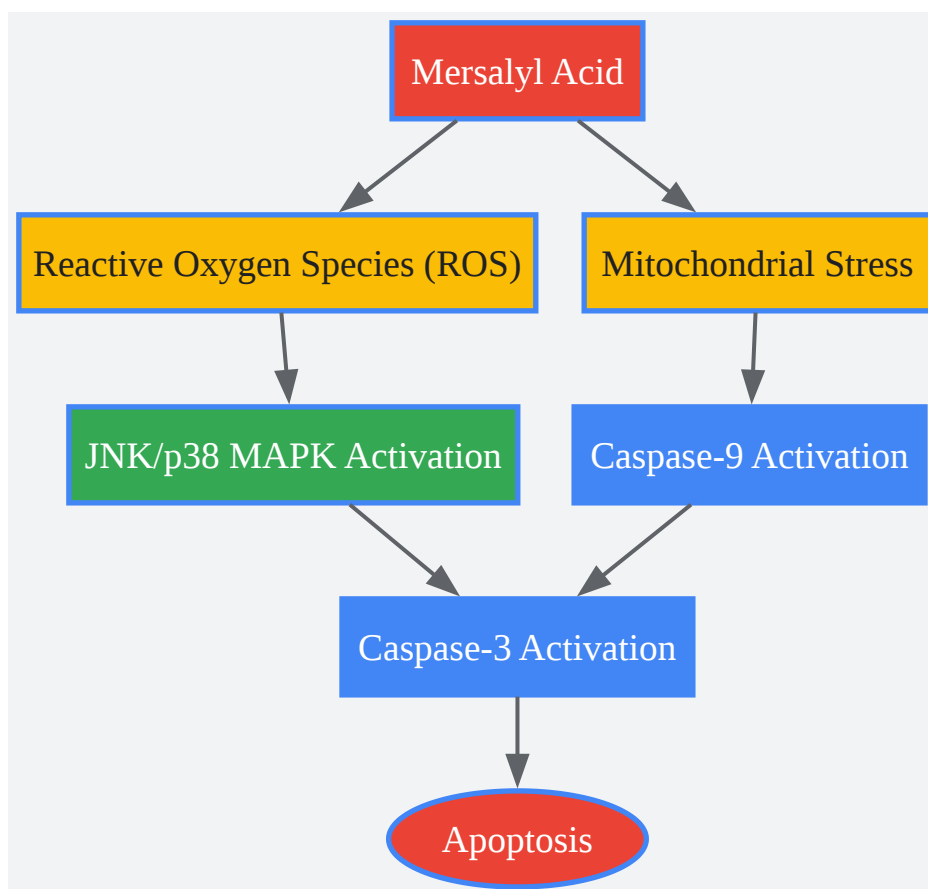 Mersalyl Acid
Reactive Oxygen Species (ROS)
Mitochondrial Stress
JNK/p38 MAPK Activation
Caspase-9 Activation
Caspase-3 Activation
Apoptosis